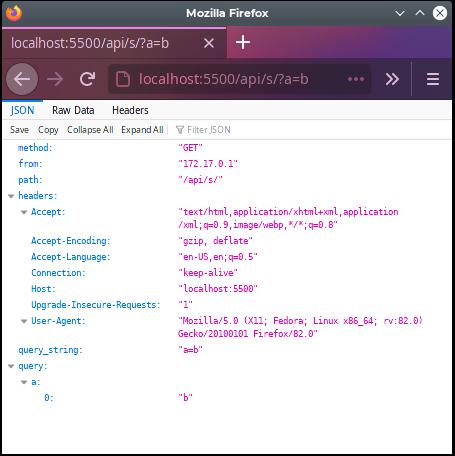 Mozilla Firefox
localhost:5500/api/s/?a=b
localhost:5500/api/s/?a=b
JSON Raw Data Headers
Save Copy Collapse All Expand All Filter JSON
method: "GET"
from: "172.17.0.1"
path: "/api/s/"
headers:
Accept: "text/html,application/xhtml+xml,application
/xml;q=0.9,image/webp,*/*;q=0.8"
Accept-Encoding: "gzip, deflate"
Accept-Language: "en-US,en;q=0.5"
Connection: "keep-alive"
Host: "localhost:5500"
Upgrade-Insecure-Requests: "1"
User-Agent: "Mozilla/5.0 (X11; Fedora; Linux x86_64; rv:82.0)
Gecko/20100101 Firefox/82.0"
query_string: "a=b"
query:
a:
0: "b"